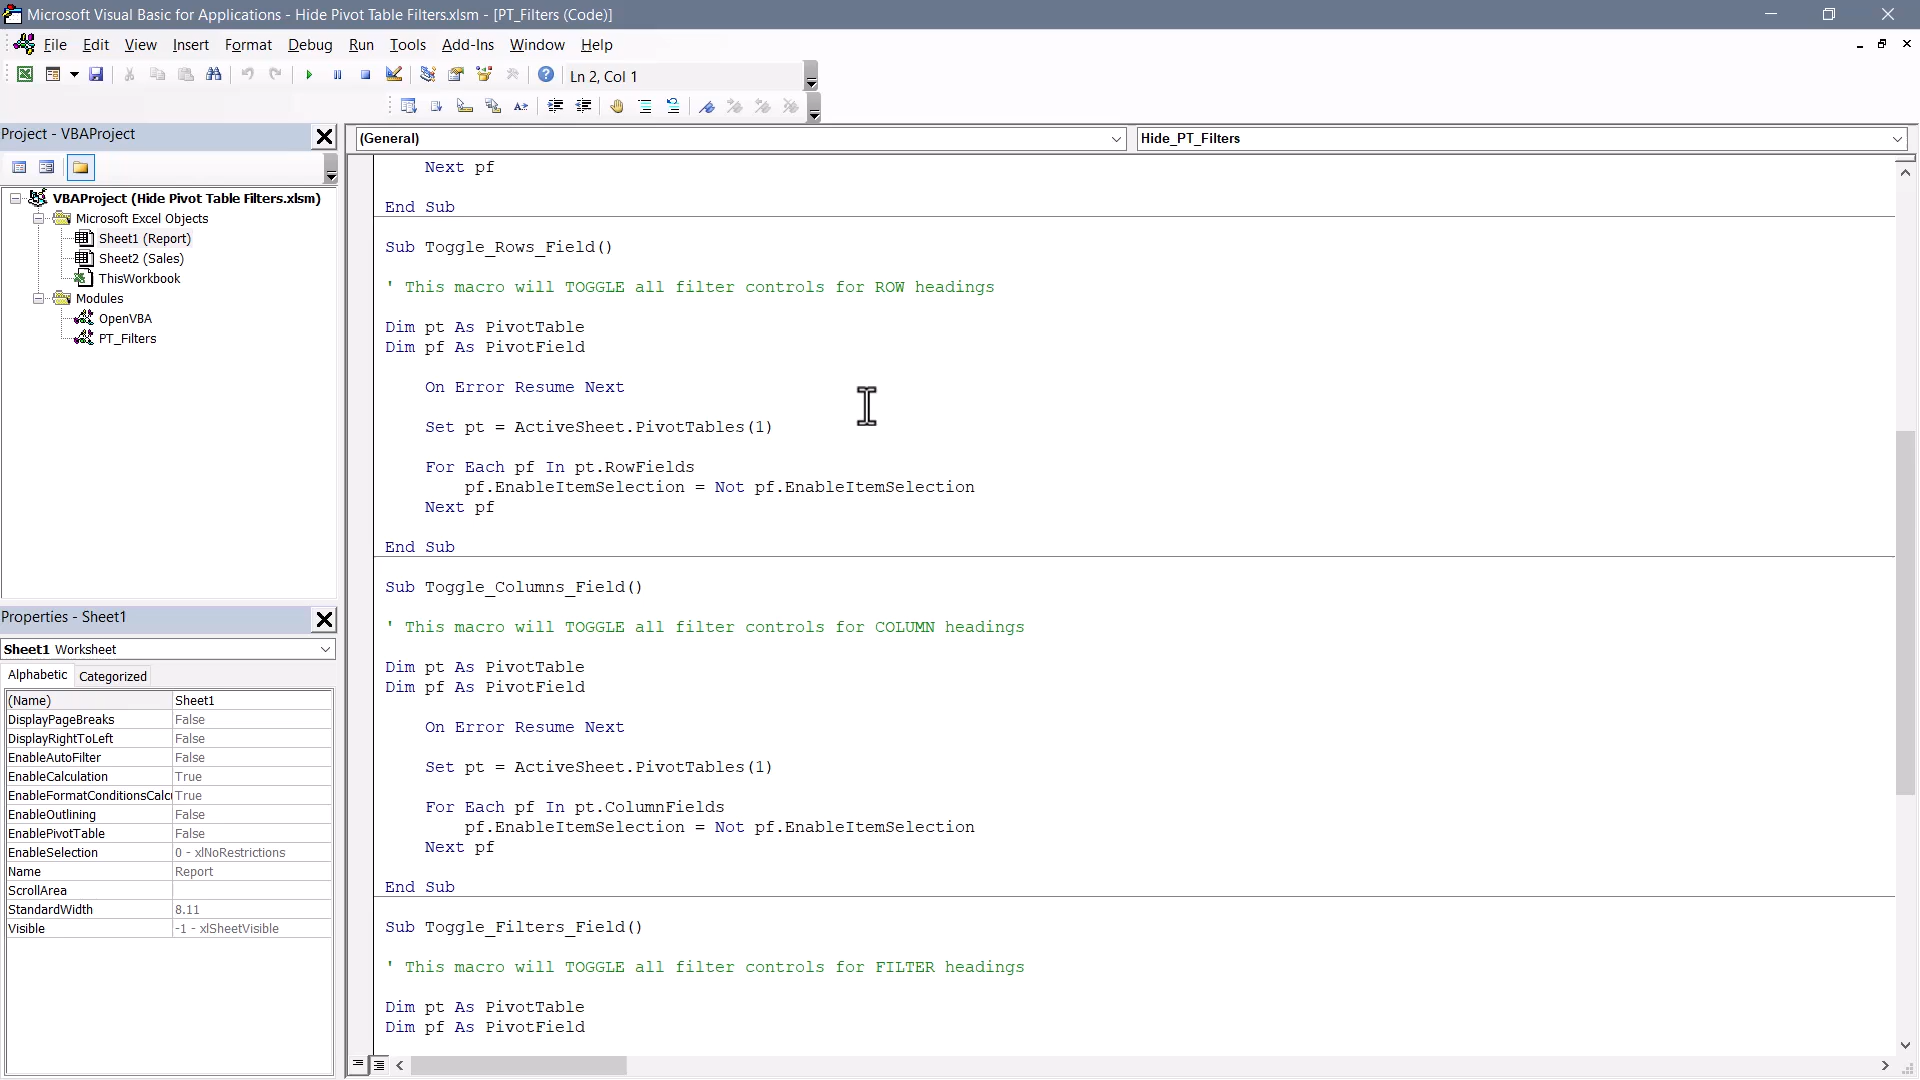 Microsoft Visual Basic for Applications - Hide Pivot Table Filters.xlsm - [PT_Filters (Code)]
File Edit View Insert Format Debug Run Tools Add-Ins Window Help
Ln 2, Col 1
Project - VBAProject
VBAProject (Hide Pivot Table Filters.xlsm)
Microsoft Excel Objects
Sheet1 (Report)
Sheet2 (Sales)
ThisWorkbook
Modules
OpenVBA
PT_Filters
Properties - Sheet1
Sheet1 Worksheet
Alphabetic Categorized
(Name) Sheet1
DisplayPageBreaks False
DisplayRightToLeft False
EnableAutoFilter False
EnableCalculation True
EnableFormatConditionsCalcu True
EnableOutlining False
EnablePivotTable False
EnableSelection 0 - xlNoRestrictions
Name Report
ScrollArea
StandardWidth 8.11
Visible -1 - xlSheetVisible
(General) Hide_PT_Filters
Next pf
End Sub
Sub Toggle_Rows_Field()
' This macro will TOGGLE all filter controls for ROW headings
Dim pt As PivotTable
Dim pf As PivotField
On Error Resume Next
Set pt = ActiveSheet.PivotTables(1)
For Each pf In pt.RowFields
pf.EnableItemSelection = Not pf.EnableItemSelection
Next pf
End Sub
Sub Toggle_Columns_Field()
' This macro will TOGGLE all filter controls for COLUMN headings
Dim pt As PivotTable
Dim pf As PivotField
On Error Resume Next
Set pt = ActiveSheet.PivotTables(1)
For Each pf In pt.ColumnFields
pf.EnableItemSelection = Not pf.EnableItemSelection
Next pf
End Sub
Sub Toggle_Filters_Field()
' This macro will TOGGLE all filter controls for FILTER headings
Dim pt As PivotTable
Dim pf As PivotField